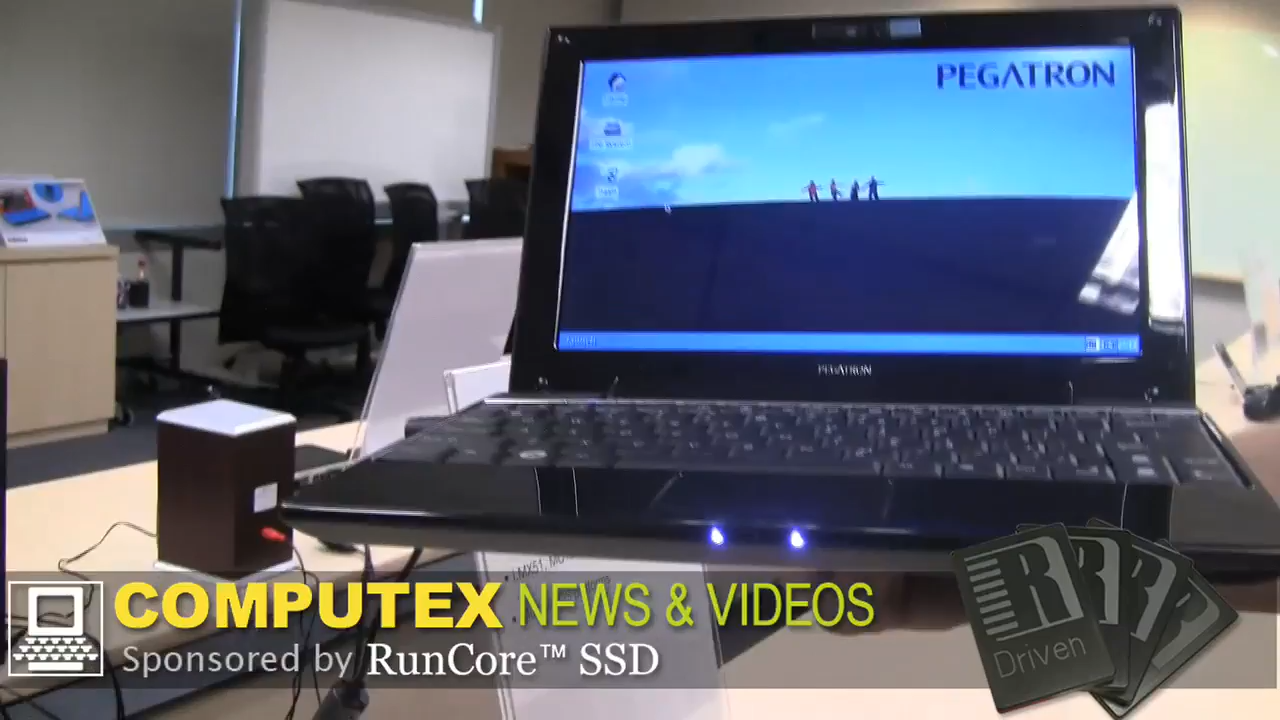 PEGATRON
PEGATRON
COMPUTEX NEWS & VIDEOS
Sponsored by RunCore™ SSD
R
Driven